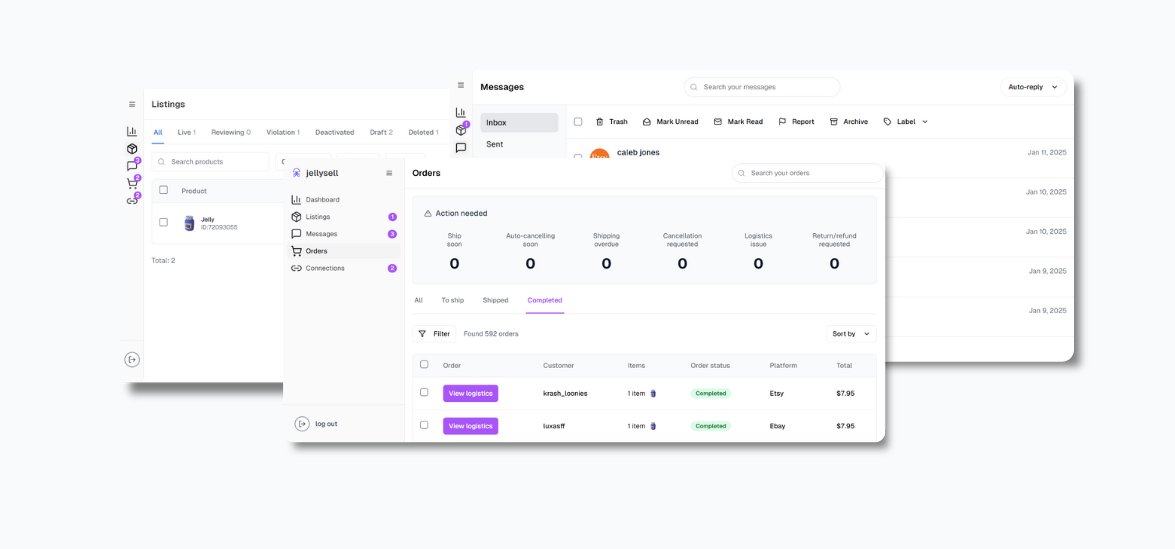 Listings
All
Live 1
Reviewing 0
Violation 1
Deactivated
Draft 2
Deleted 1
Search products
Product
Jelly
ID:72093055
Total: 2
3
2
2
Messages
Search your messages
Auto-reply
1
Inbox
Sent
Trash
Mark Unread
Mark Read
Report
Archive
Label
caleb jones
Jan 11, 2025
Jan 10, 2025
Jan 10, 2025
Jan 9, 2025
Jan 9, 2025
jellysell
Dashboard
Listings 1
Messages 3
Orders
Connections 2
log out
Orders
Search your orders
Action needed
Ship
soon
0
Auto-cancelling
soon
0
Shipping
overdue
0
Cancellation
requested
0
Logistics
issue
0
Return/refund
requested
0
All
To ship
Shipped
Completed
Filter
Found 592 orders
Sort by
Order Customer Items Order status Platform Total
View logistics krash_loonies 1 item Completed Etsy $7.95
View logistics luxasff 1 item Completed Ebay $7.95